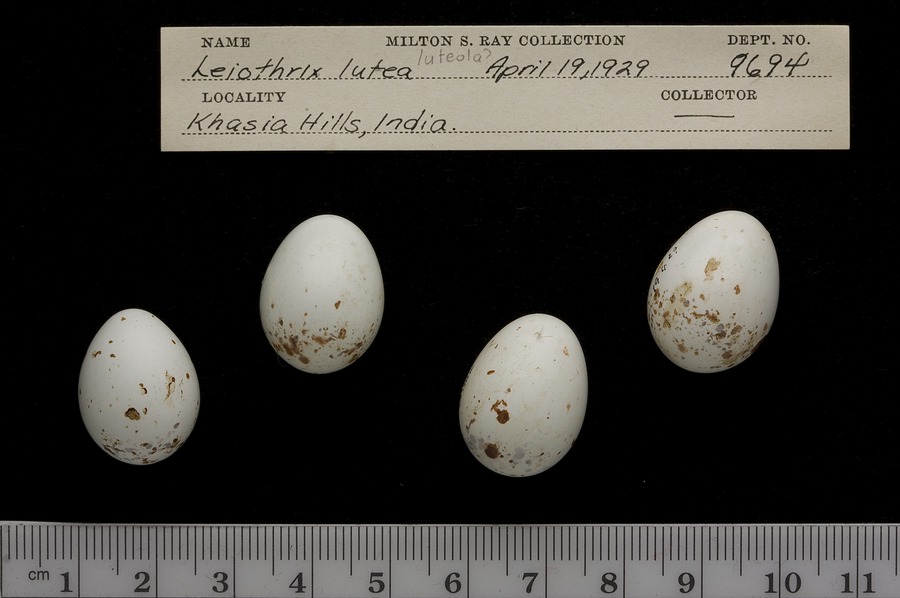 NAME MILTON S. RAY COLLECTION DEPT. NO.
Leiothrix lutea luteola? April 19, 1929 9694
LOCALITY COLLECTOR
Khasia Hills, India.
cm 1 2 3 4 5 6 7 8 9 10 11